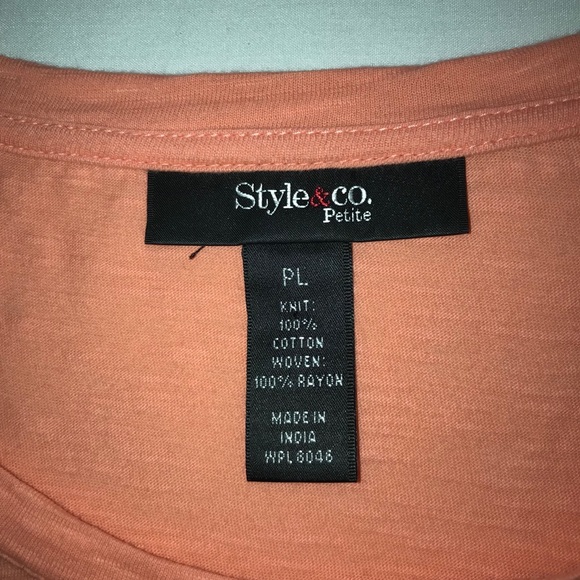 Style&co.
Petite
PL
KNIT:
100%
COTTON
WOVEN:
100% RAYON
MADE IN
INDIA
WPL 8046